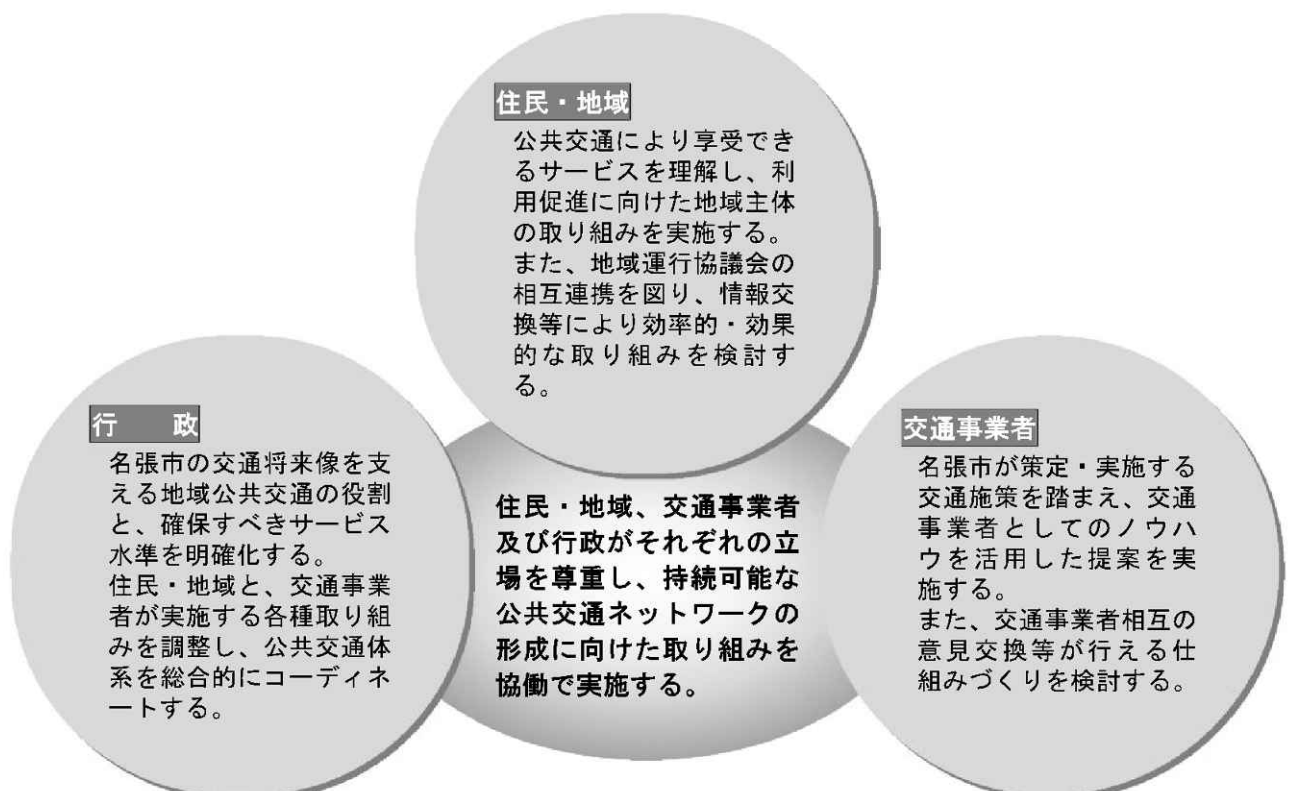 住民・地域
公共交通により享受でき
るサービスを理解し、利
用促進に向けた地域主体
の取り組みを実施する。
また、地域運行協議会の
相互連携を図り、情報交
換等により効率的・効果
的な取り組みを検討す
る。
行　　政
名張市の交通将来像を支
える地域公共交通の役割
と、確保すべきサービス
水準を明確化する。
住民・地域と、交通事業
者が実施する各種取り組
みを調整し、公共交通体
系を総合的にコーディネ
ートする。
住民・地域、交通事業者
及び行政がそれぞれの立
場を尊重し、持続可能な
公共交通ネットワークの
形成に向けた取り組みを
協働で実施する。
交通事業者
名張市が策定・実施する
交通施策を踏まえ、交通
事業者としてのノウハ
ウを活用した提案を実
施する。
また、交通事業者相互の
意見交換等が行える仕
組みづくりを検討する。